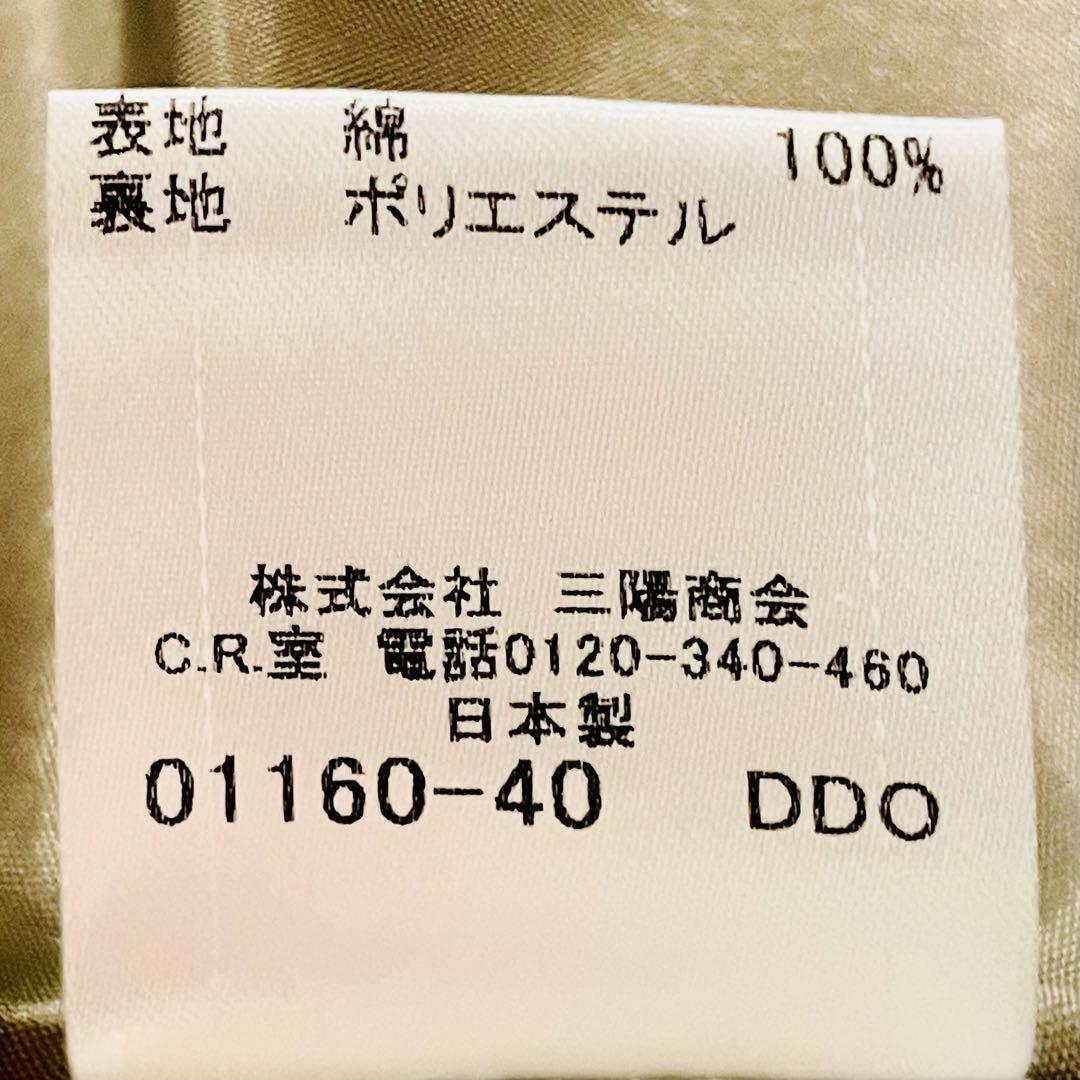 表地 綿 100%
裏地 ポリエステル
株式会社 三陽商会
C.R.室 電話0120-340-460
日本製
01160-40 DDO